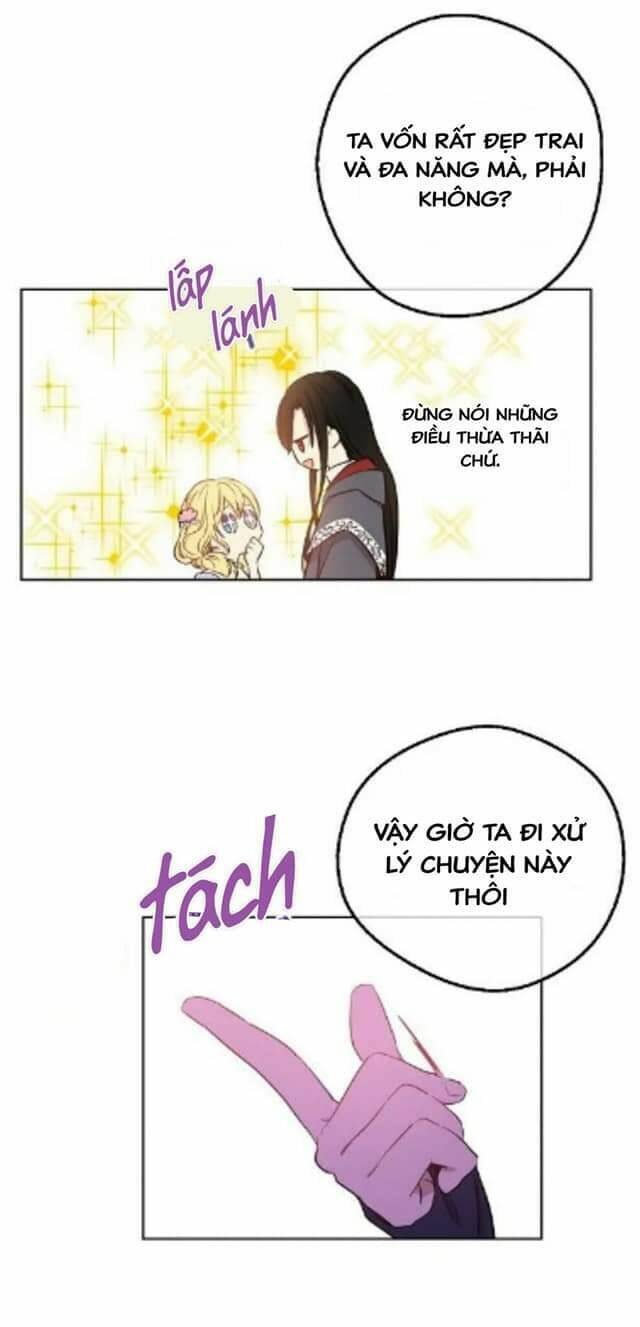 TA VỐN RẤT ĐẸP TRAI
VÀ ĐA NĂNG MÀ, PHẢI
KHÔNG?
lấp
lánh
ĐỪNG NÓI NHỮNG
ĐIỀU THỪA THÃI
CHỨ.
VẬY GIỜ TA ĐI XỬ
LÝ CHUYỆN NÀY
THÔI
tách